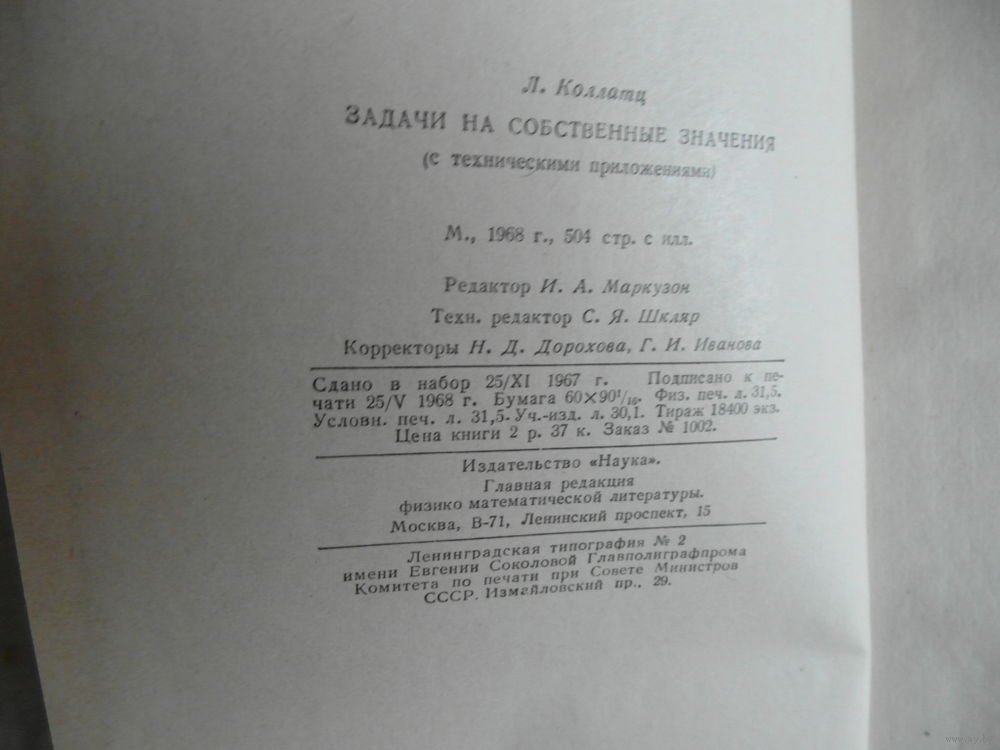 Л. Коллатц
ЗАДАЧИ НА СОБСТВЕННЫЕ ЗНАЧЕНИЯ
(с техническими приложениями)
М., 1968 г., 504 стр. с илл.
Редактор И. А. Маркузон
Техн. редактор С. Я. Шкляр
Корректоры Н. Д. Дорохова, Г. И. Иванова
Сдано в набор 25/XI 1967 г. Подписано к пе-
чати 25/V 1968 г. Бумага 60×90¹/₁₆. Физ. печ. л. 31,5.
Условн. печ. л. 31,5. Уч.-изд. л. 30,1. Тираж 18400 экз.
Цена книги 2 р. 37 к. Заказ № 1002.
Издательство «Наука».
Главная редакция
физико математической литературы.
Москва, В-71, Ленинский проспект, 15
Ленинградская типография № 2
имени Евгении Соколовой Главполиграфпрома
Комитета по печати при Совете Министров
СССР. Измайловский пр., 29.